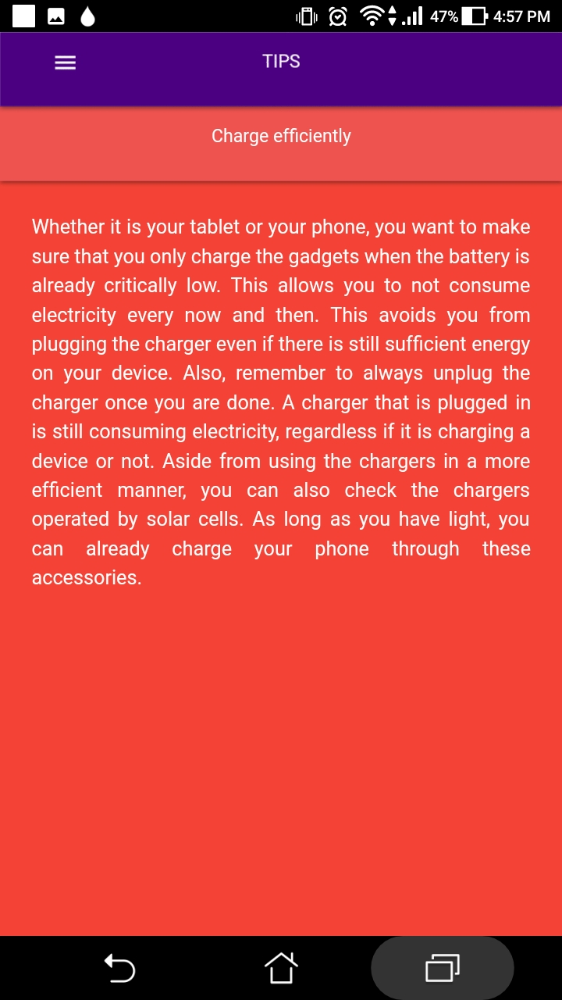 47% 4:57 PM
TIPS
Charge efficiently
Whether it is your tablet or your phone, you want to make
sure that you only charge the gadgets when the battery is
already critically low. This allows you to not consume
electricity every now and then. This avoids you from
plugging the charger even if there is still sufficient energy
on your device. Also, remember to always unplug the
charger once you are done. A charger that is plugged in
is still consuming electricity, regardless if it is charging a
device or not. Aside from using the chargers in a more
efficient manner, you can also check the chargers
operated by solar cells. As long as you have light, you
can already charge your phone through these
accessories.